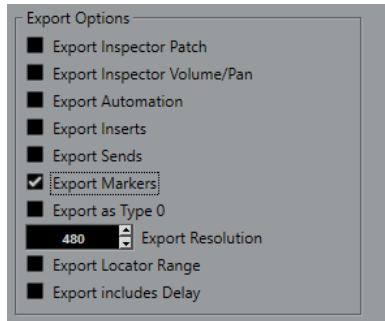 Export Options
Export Inspector Patch
Export Inspector Volume/Pan
Export Automation
Export Inserts
Export Sends
Export Markers
Export as Type 0
480 Export Resolution
Export Locator Range
Export includes Delay